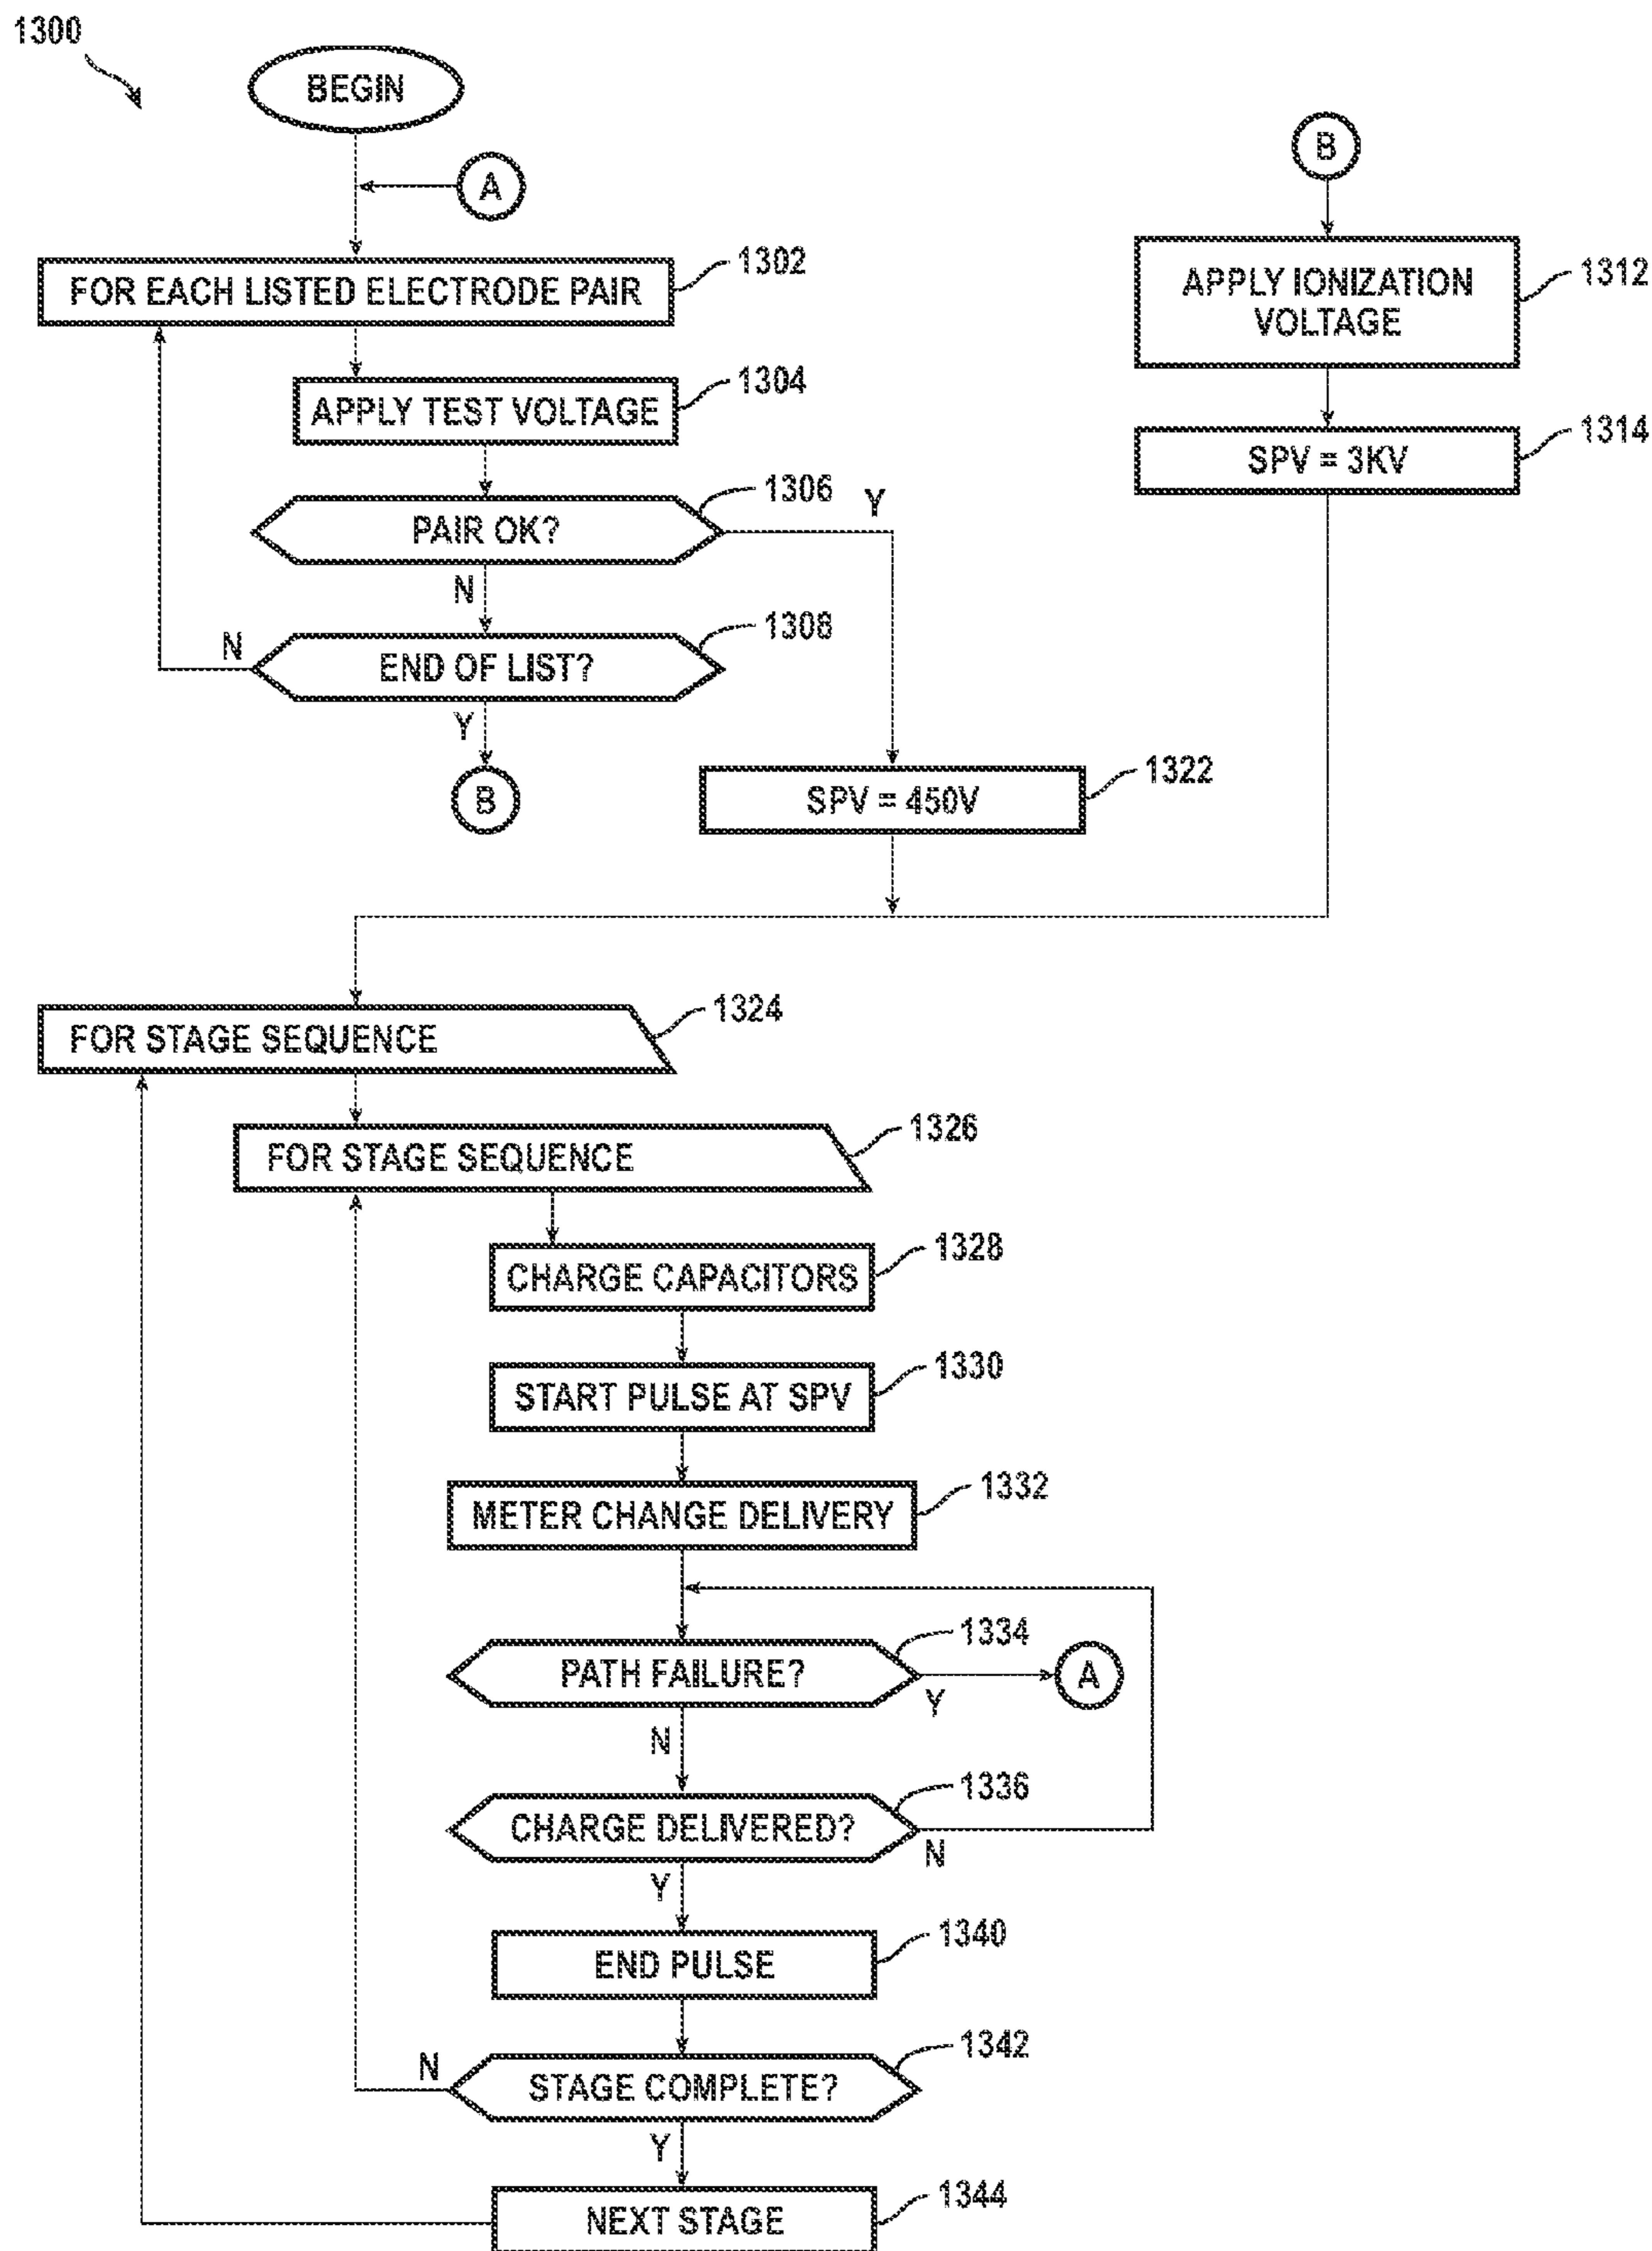 1300
BEGIN
A
FOR EACH LISTED ELECTRODE PAIR
1302
APPLY TEST VOLTAGE
1304
PAIR OK?
1306
Y
N
END OF LIST?
1308
N
Y
B
B
APPLY IONIZATION
VOLTAGE
1312
SPV = 3KV
1314
SPV = 450V
1322
FOR STAGE SEQUENCE
1324
FOR STAGE SEQUENCE
1326
CHARGE CAPACITORS
1328
START PULSE AT SPV
1330
METER CHANGE DELIVERY
1332
PATH FAILURE?
1334
Y
A
N
CHARGE DELIVERED?
1336
N
Y
END PULSE
1340
STAGE COMPLETE?
1342
N
Y
NEXT STAGE
1344